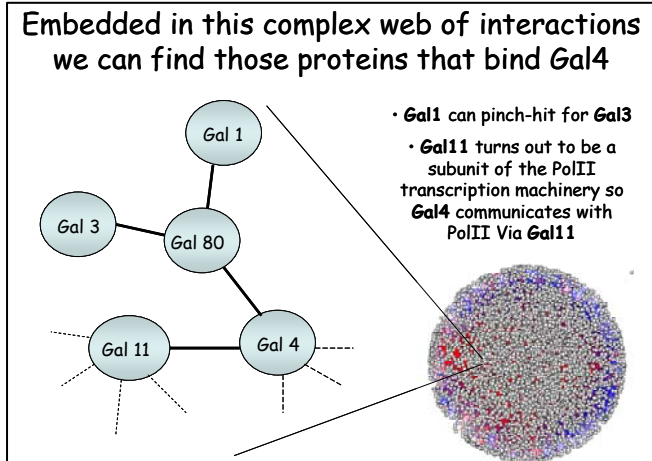 Embedded in this complex web of interactions
we can find those proteins that bind Gal4
Gal 1
Gal 3
Gal 80
Gal 11
Gal 4
• Gal1 can pinch-hit for Gal3
• Gal11 turns out to be a
subunit of the PolII
transcription machinery so
Gal4 communicates with
PolII Via Gal11